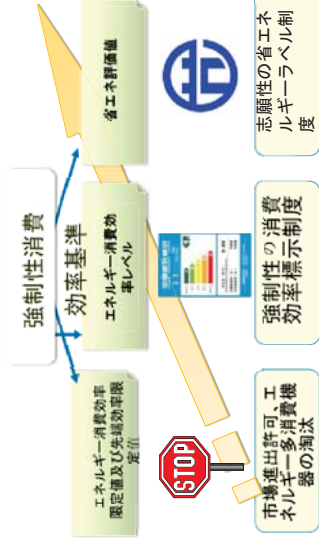 強制性消費
効率基準
エネルギー消費効率
限定値及び先端効率限
定値
エネルギー消費効
率レベル
省エネ評価値
STOP
市場進出許可、エ
ネルギー多消費機
器の淘汰
強制性の消費
効率標示制度
志願性の省エネ
ルギーラベル制
度